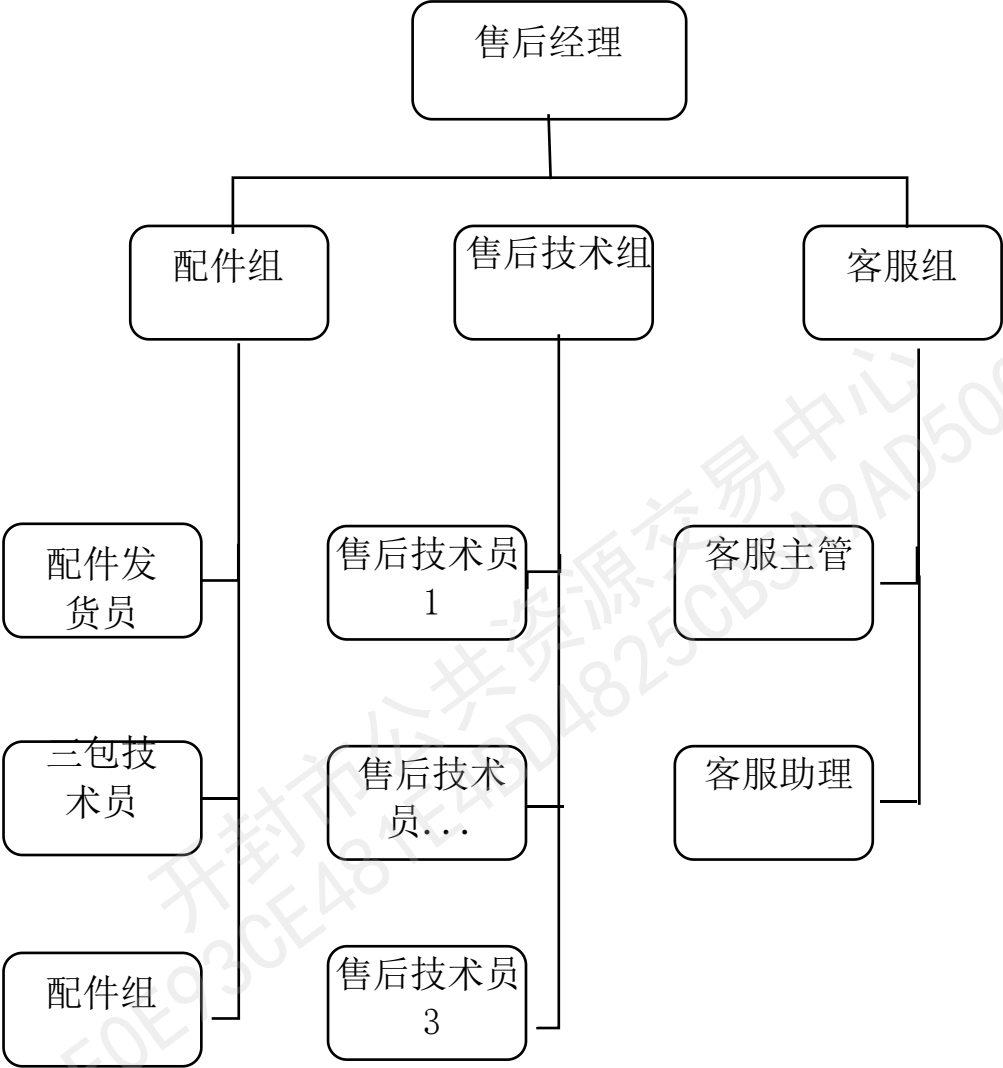 售后经理
配件组
售后技术组
客服组
配件发
货员
售后技术员
1
客服主管
三包技
术员
售后技术
员...
客服助理
配件组
售后技术员
3
开封市公共资源交易中心